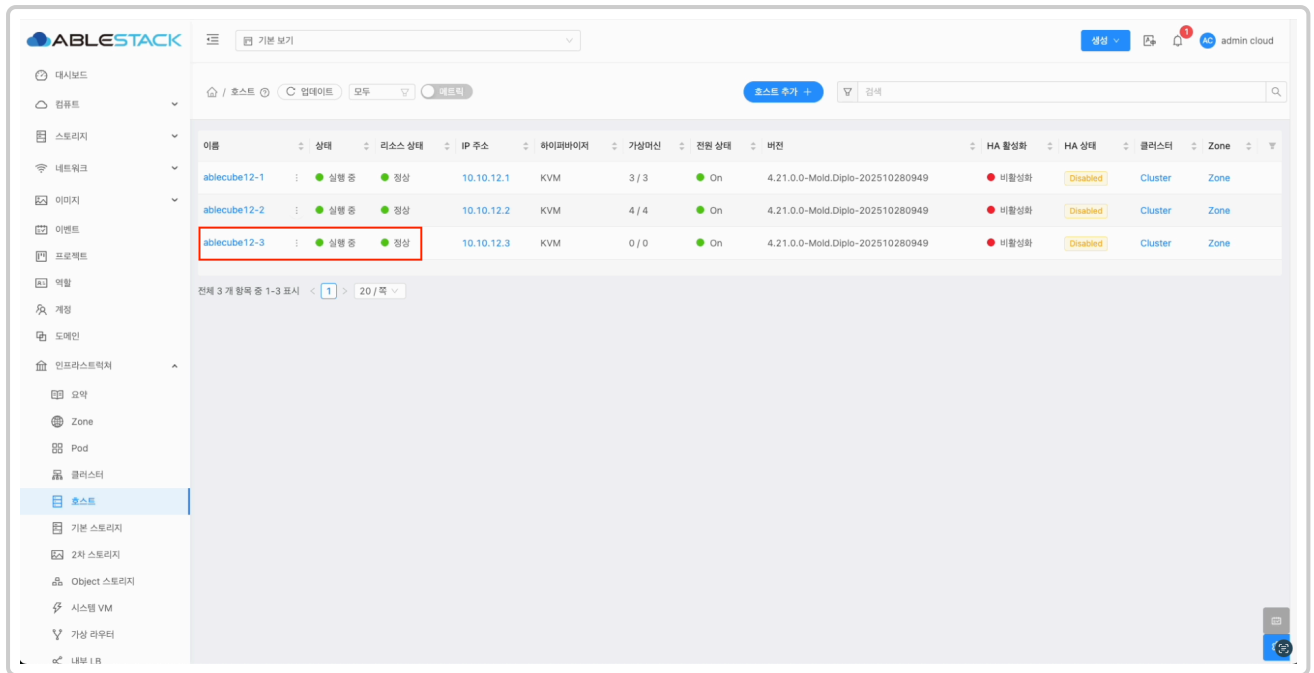 ABLESTACK
기본 보기
생성
1
AC admin cloud
대시보드
컴퓨트
스토리지
네트워크
이미지
이벤트
프로젝트
역할
계정
도메인
인프라스트럭쳐
요약
Zone
Pod
클러스터
호스트
기본 스토리지
2차 스토리지
Object 스토리지
시스템 VM
가상 라우터
내부 LB
/ 호스트 업데이트 모두 메트릭
호스트 추가 +
검색
이름 상태 리소스 상태 IP 주소 하이퍼바이저 가상머신 전원 상태 버전 HA 활성화 HA 상태 클러스터 Zone
ablecube12-1 실행 중 정상 10.10.12.1 KVM 3 / 3 On 4.21.0.0-Mold.Diplo-202510280949 비활성화 Disabled Cluster Zone
ablecube12-2 실행 중 정상 10.10.12.2 KVM 4 / 4 On 4.21.0.0-Mold.Diplo-202510280949 비활성화 Disabled Cluster Zone
ablecube12-3 실행 중 정상 10.10.12.3 KVM 0 / 0 On 4.21.0.0-Mold.Diplo-202510280949 비활성화 Disabled Cluster Zone
전체 3 개 항목 중 1-3 표시 < 1 > 20 / 쪽